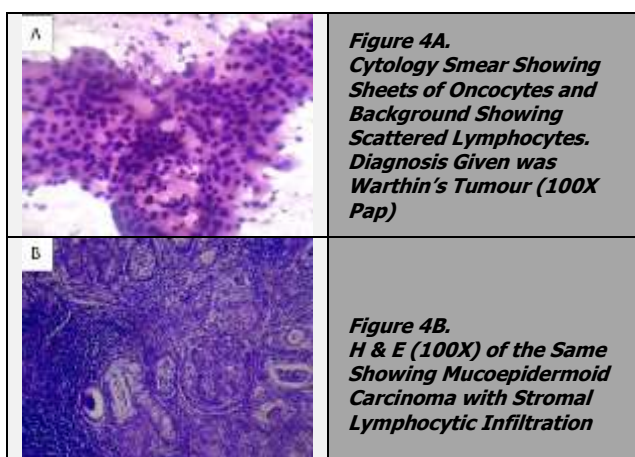 A
Figure 4A.
Cytology Smear Showing
Sheets of Oncocytes and
Background Showing
Scattered Lymphocytes.
Diagnosis Given was
Warthin's Tumour (100X
Pap)
B
Figure 4B.
H & E (100X) of the Same
Showing Mucoepidermoid
Carcinoma with Stromal
Lymphocytic Infiltration